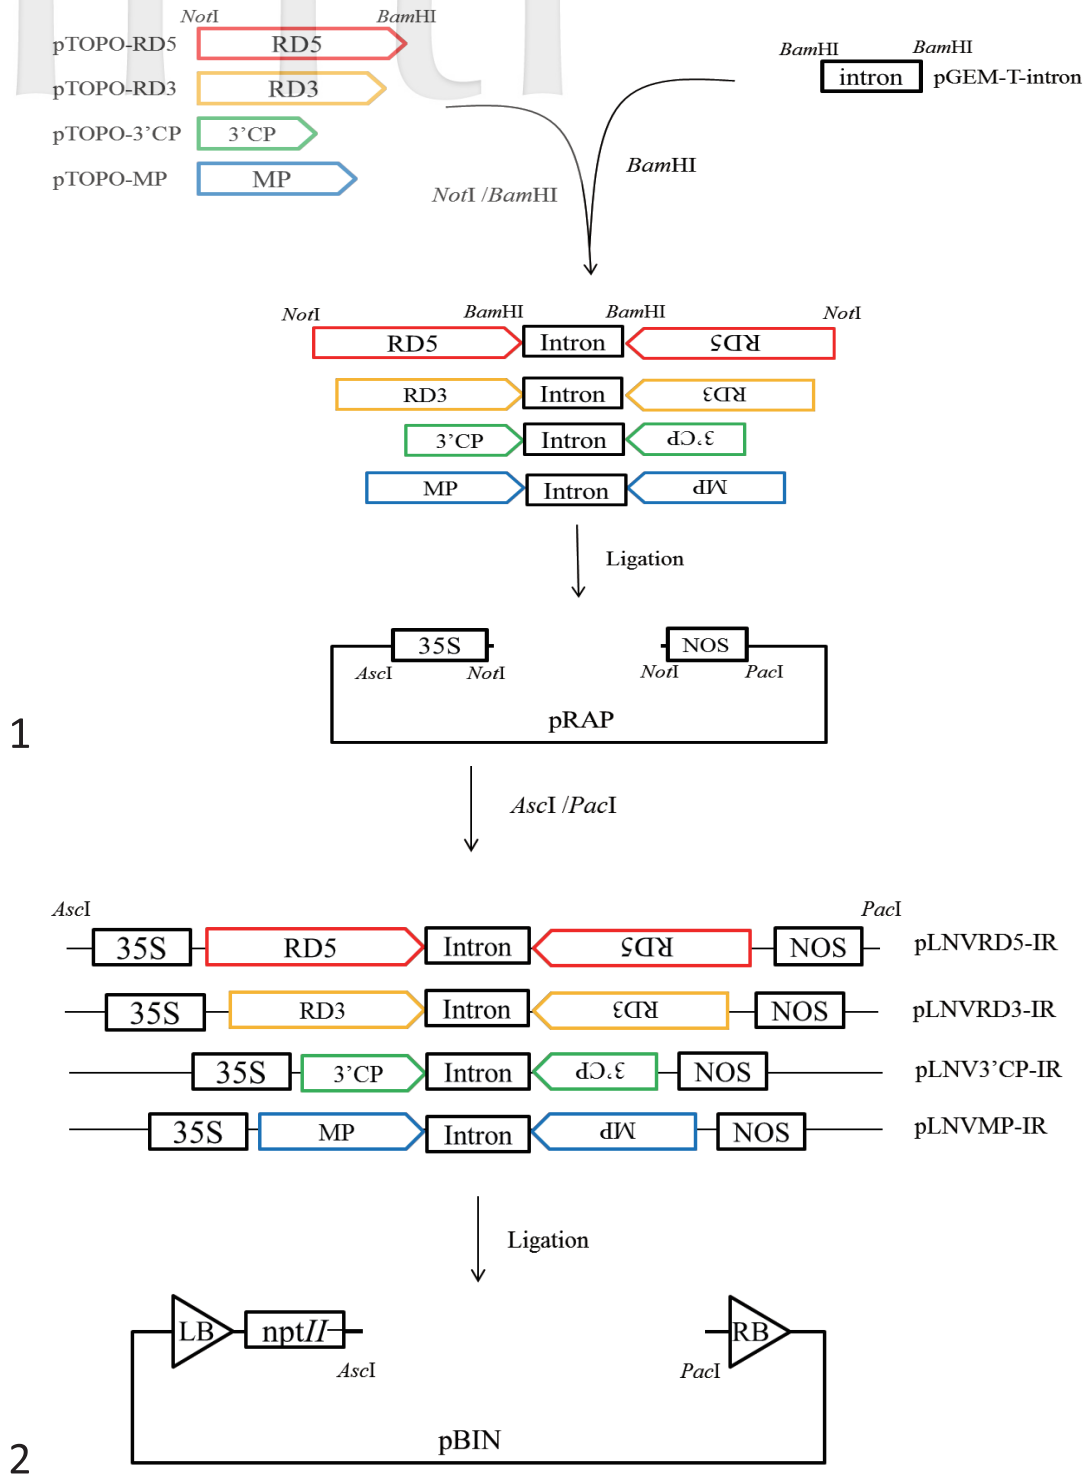 NotI BamHI
pTOPO-RD5 RD5
BamHI BamHI
intron pGEM-T-intron
pTOPO-RD3 RD3
pTOPO-3’CP 3’CP
pTOPO-MP MP
NotI /BamHI
BamHI
NotI BamHI BamHI NotI
RD5 Intron RD5
RD3 Intron RD3
3’CP Intron 3’CP
MP Intron MP
Ligation
35S NOS
AscI NotI NotI PacI
pRAP
1
AscI /PacI
AscI PacI
35S RD5 Intron RD5 NOS pLNVRD5-IR
35S RD3 Intron RD3 NOS pLNVRD3-IR
35S 3’CP Intron 3’CP NOS pLNV3’CP-IR
35S MP Intron MP NOS pLNVMP-IR
Ligation
LB nptII RB
AscI PacI
pBIN
2